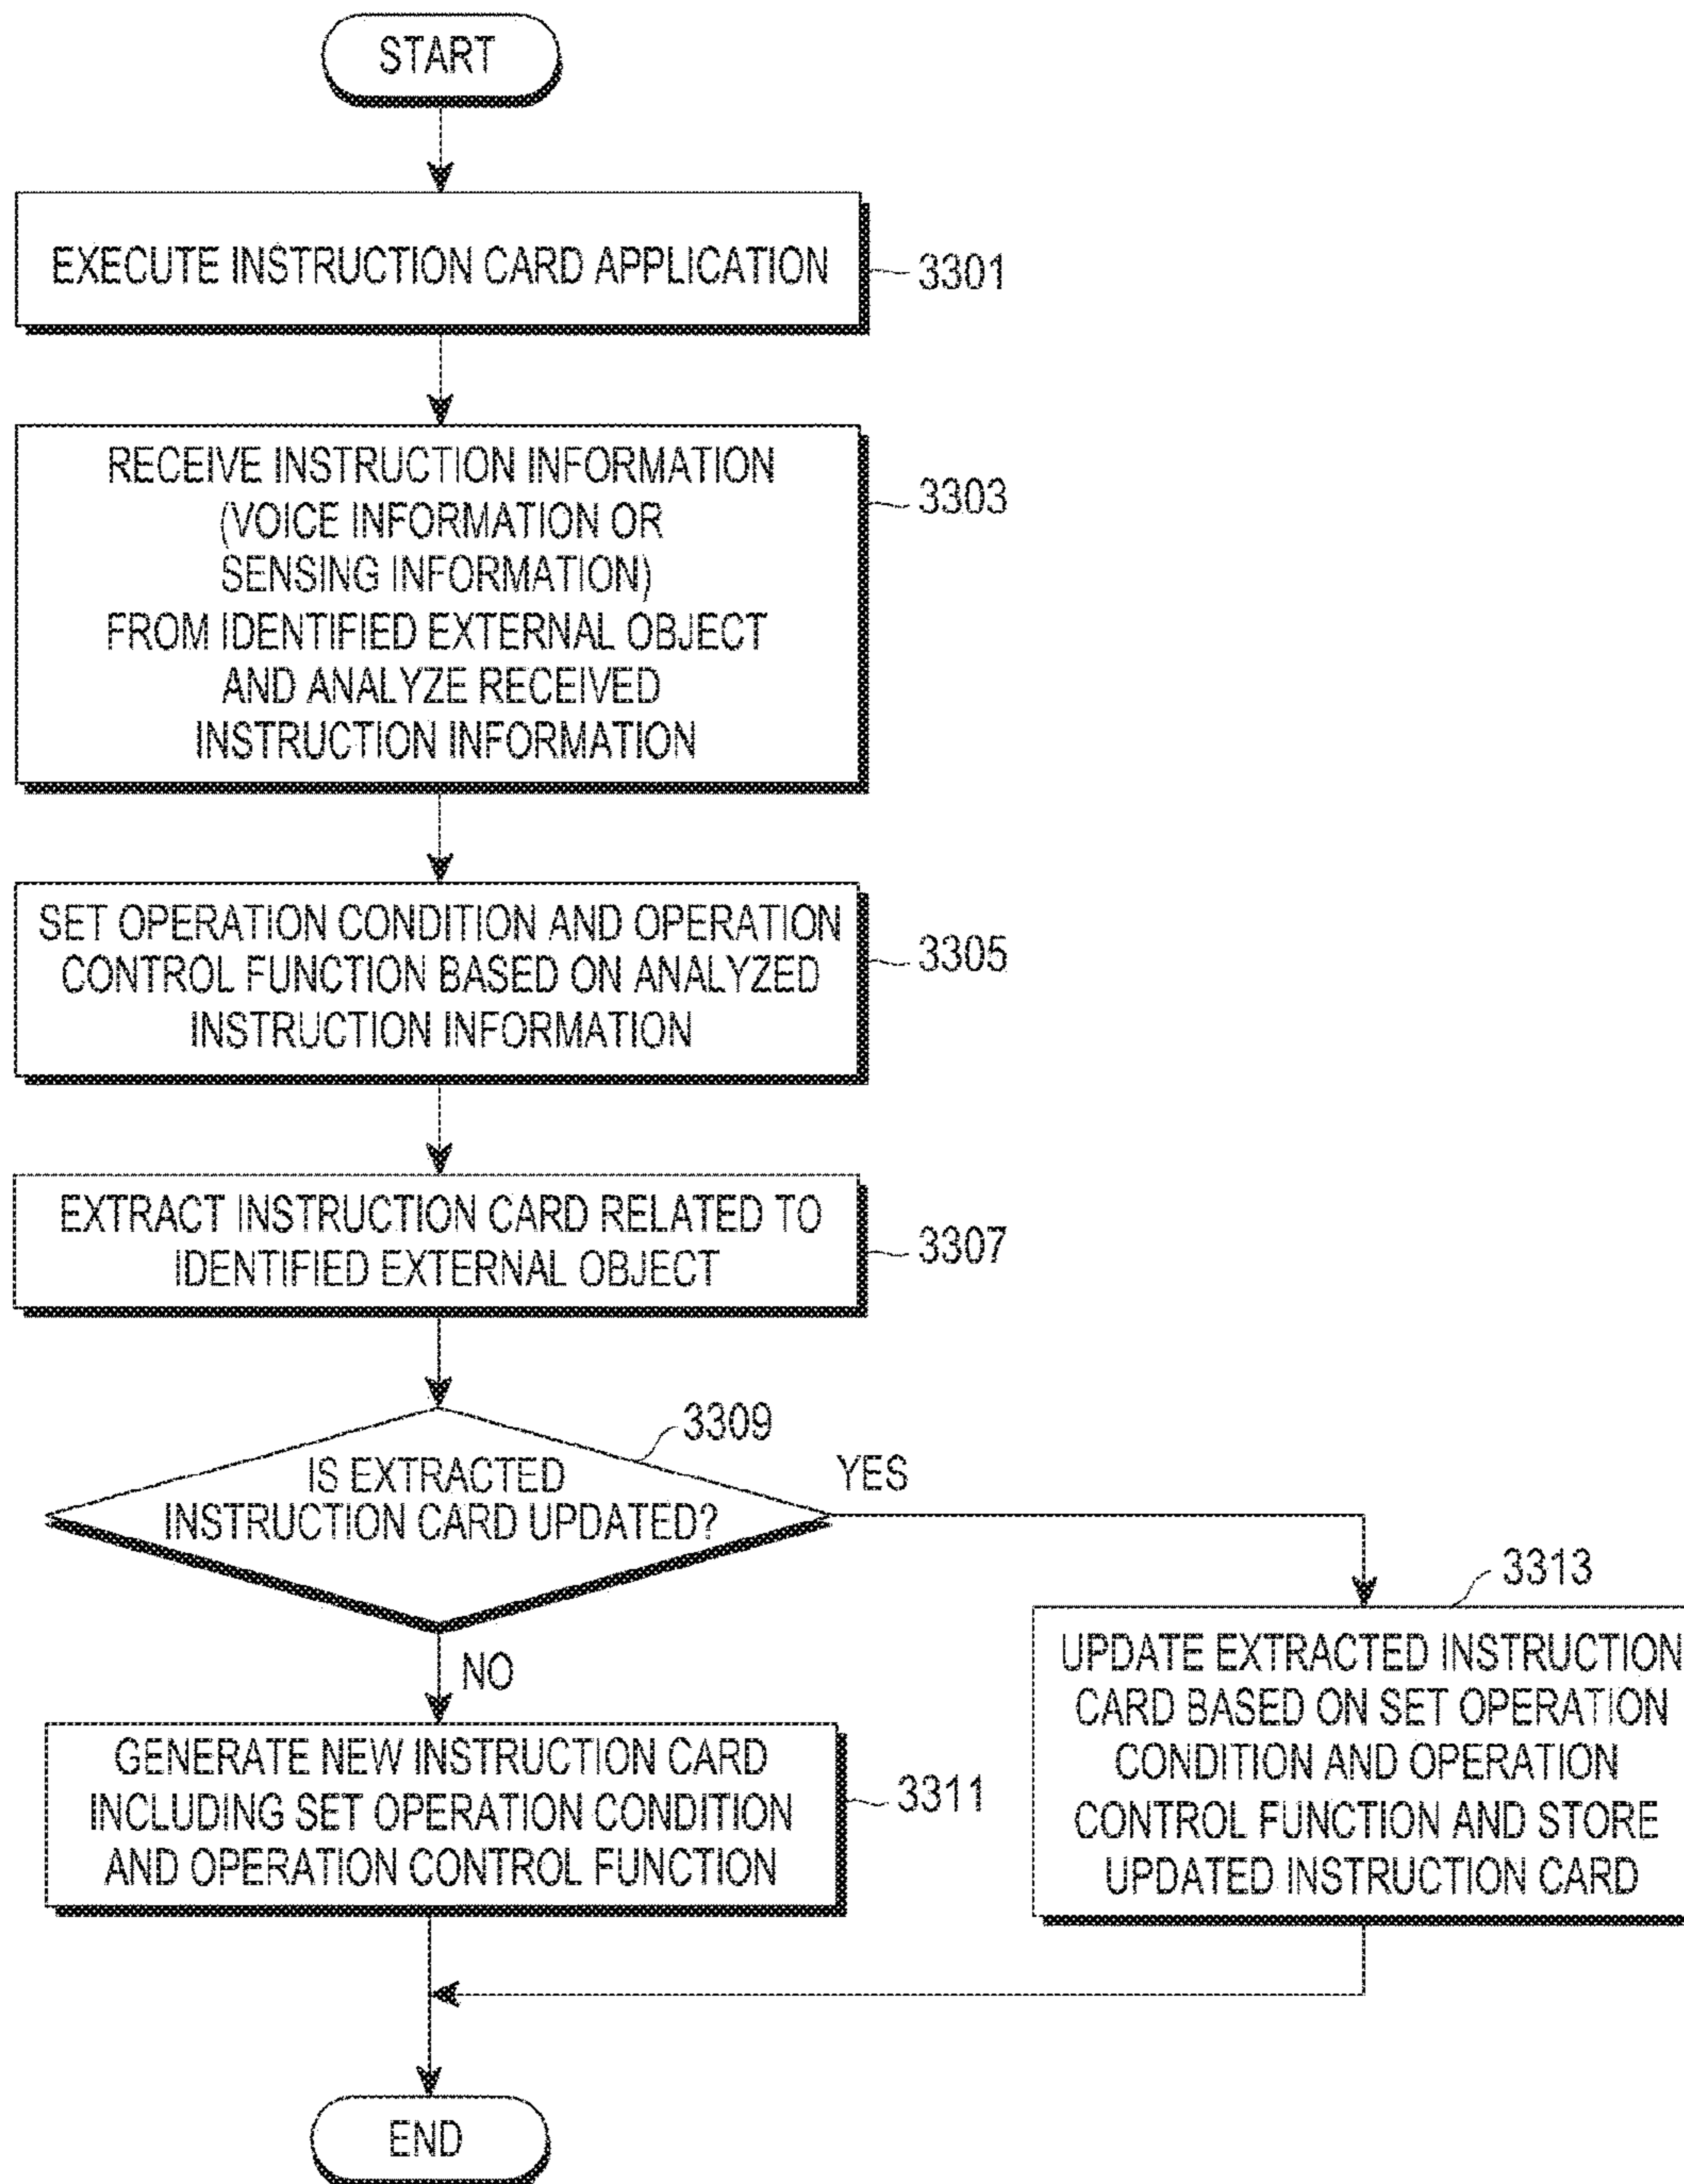 START
EXECUTE INSTRUCTION CARD APPLICATION
3301
RECEIVE INSTRUCTION INFORMATION
(VOICE INFORMATION OR
SENSING INFORMATION)
FROM IDENTIFIED EXTERNAL OBJECT
AND ANALYZE RECEIVED
INSTRUCTION INFORMATION
3303
SET OPERATION CONDITION AND OPERATION
CONTROL FUNCTION BASED ON ANALYZED
INSTRUCTION INFORMATION
3305
EXTRACT INSTRUCTION CARD RELATED TO
IDENTIFIED EXTERNAL OBJECT
3307
3309
IS EXTRACTED
INSTRUCTION CARD UPDATED?
YES
NO
3313
UPDATE EXTRACTED INSTRUCTION
CARD BASED ON SET OPERATION
CONDITION AND OPERATION
CONTROL FUNCTION AND STORE
UPDATED INSTRUCTION CARD
GENERATE NEW INSTRUCTION CARD
INCLUDING SET OPERATION CONDITION
AND OPERATION CONTROL FUNCTION
3311
END